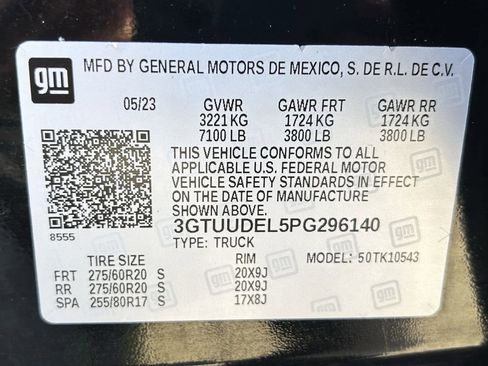 gm
MFD BY GENERAL MOTORS DE MEXICO, S. DE R.L. DE C.V.
05/23 GVWR GAWR FRT GAWR RR
3221 KG 1724 KG 1724 KG
7100 LB 3800 LB 3800 LB
THIS VEHICLE CONFORMS TO ALL
APPLICABLE U.S. FEDERAL MOTOR
VEHICLE SAFETY STANDARDS IN EFFECT
ON THE DATE OF MANUFACTURE
SHOWN ABOVE.
8555 3GTUUDEL5PG296140
TYPE: TRUCK
TIRE SIZE RIM MODEL: 50TK10543
FRT 275/60R20 S 20X9J
RR 275/60R20 S 20X9J
SPA 255/80R17 S 17X8J